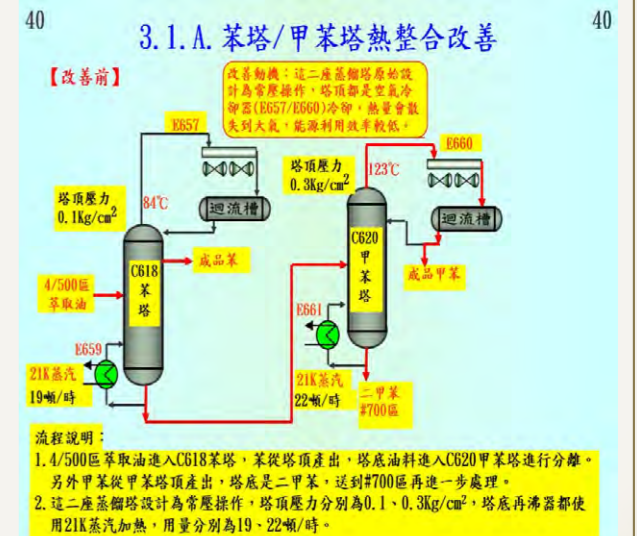 40
40
3.1.A.苯塔/甲苯塔熱整合改善
【改善前】
改善動機：這二座蒸餾塔原始設
計為常壓操作，塔頂都是空氣冷
卻器(E657/E660)冷卻，熱量會散
失到大氣，能源利用效率較低。
E657
E660
塔頂壓力
0.1Kg/cm²
84℃
迴流槽
塔頂壓力
0.3Kg/cm²
123℃
迴流槽
C618
苯
塔
成品苯
C620
甲
苯
塔
成品甲苯
4/500區
萃取油
E659
E661
21K蒸汽
19噸/時
21K蒸汽
22噸/時
二甲苯
#700區
流程說明：
1.4/500區萃取油進入C618苯塔，苯從塔頂產出，塔底油料進入C620甲苯塔進行分離。
另外甲苯從甲苯塔頂產出，塔底是二甲苯，送到#700區再進一步處理。
2.這二座蒸餾塔設計為常壓操作，塔頂壓力分別為0.1、0.3Kg/cm²，塔底再沸器都使
用21K蒸汽加熱，用量分別為19、22噸/時。